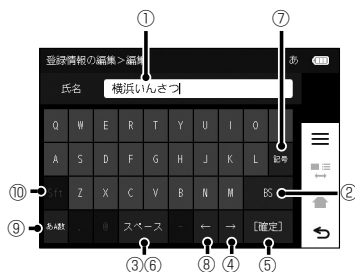 ① ⑦
登録情報の編集>編集 あ
氏名 横浜いんさつ
Q W E R T Y U I O
A S D F G H J K L 記号
⑩ Sft Z X C V B N M BS ②
⑨ あA数 . @ スペース - ← → [確定]
③⑥ ⑧ ④ ⑤